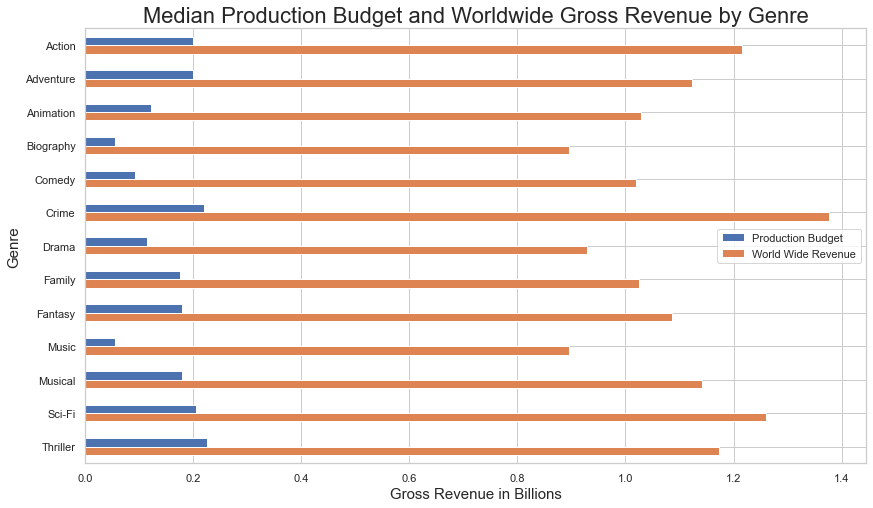 Median Production Budget and Worldwide Gross Revenue by Genre
Genre
Action
Adventure
Animation
Biography
Comedy
Crime
Drama
Family
Fantasy
Music
Musical
Sci-Fi
Thriller
Production Budget
World Wide Revenue
0.0 0.2 0.4 0.6 0.8 1.0 1.2 1.4
Gross Revenue in Billions